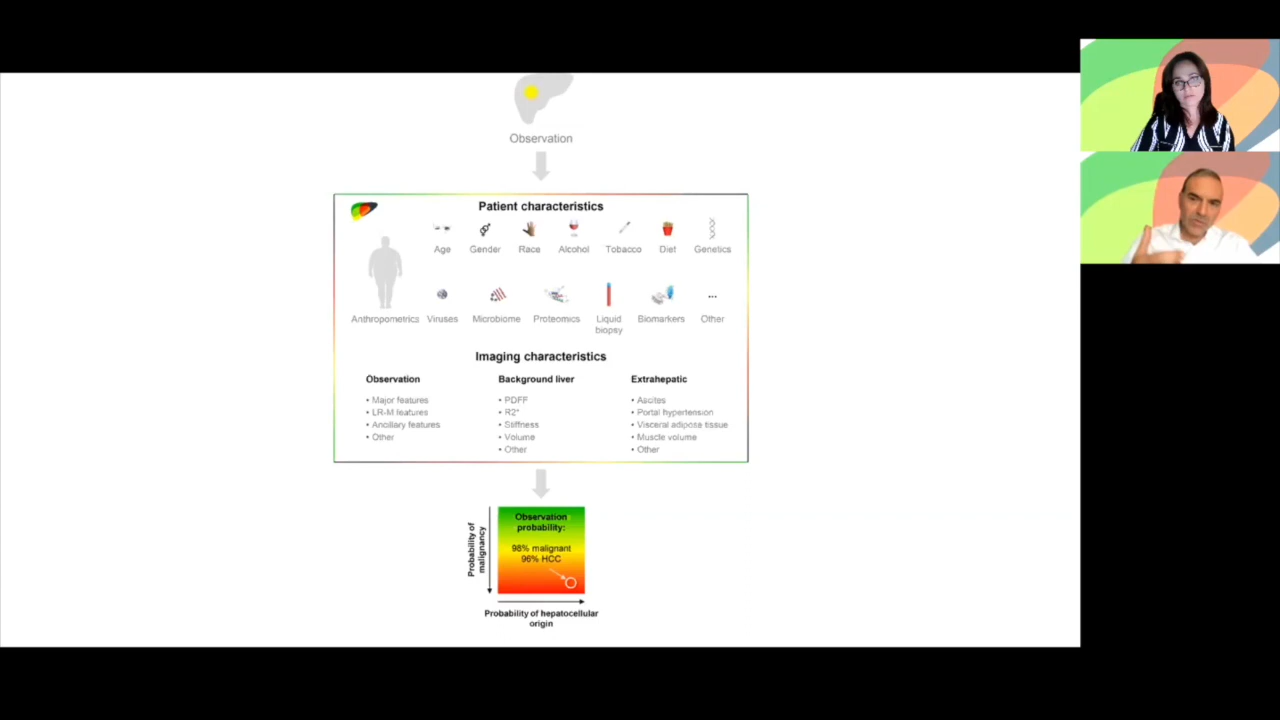 Observation
Patient characteristics
Age Gender Race Alcohol Tobacco Diet Genetics
Anthropometrics Viruses Microbiome Proteomics Liquid biopsy Biomarkers ... Other
Imaging characteristics
Observation
• Major features
• LR-M features
• Ancillary features
• Other
Background liver
• PDFF
• R2*
• Stiffness
• Volume
• Other
Extrahepatic
• Ascites
• Portal hypertension
• Visceral adipose tissue
• Muscle volume
• Other
Probability of
malignancy
Observation
probability:
98% malignant
96% HCC
Probability of hepatocellular
origin